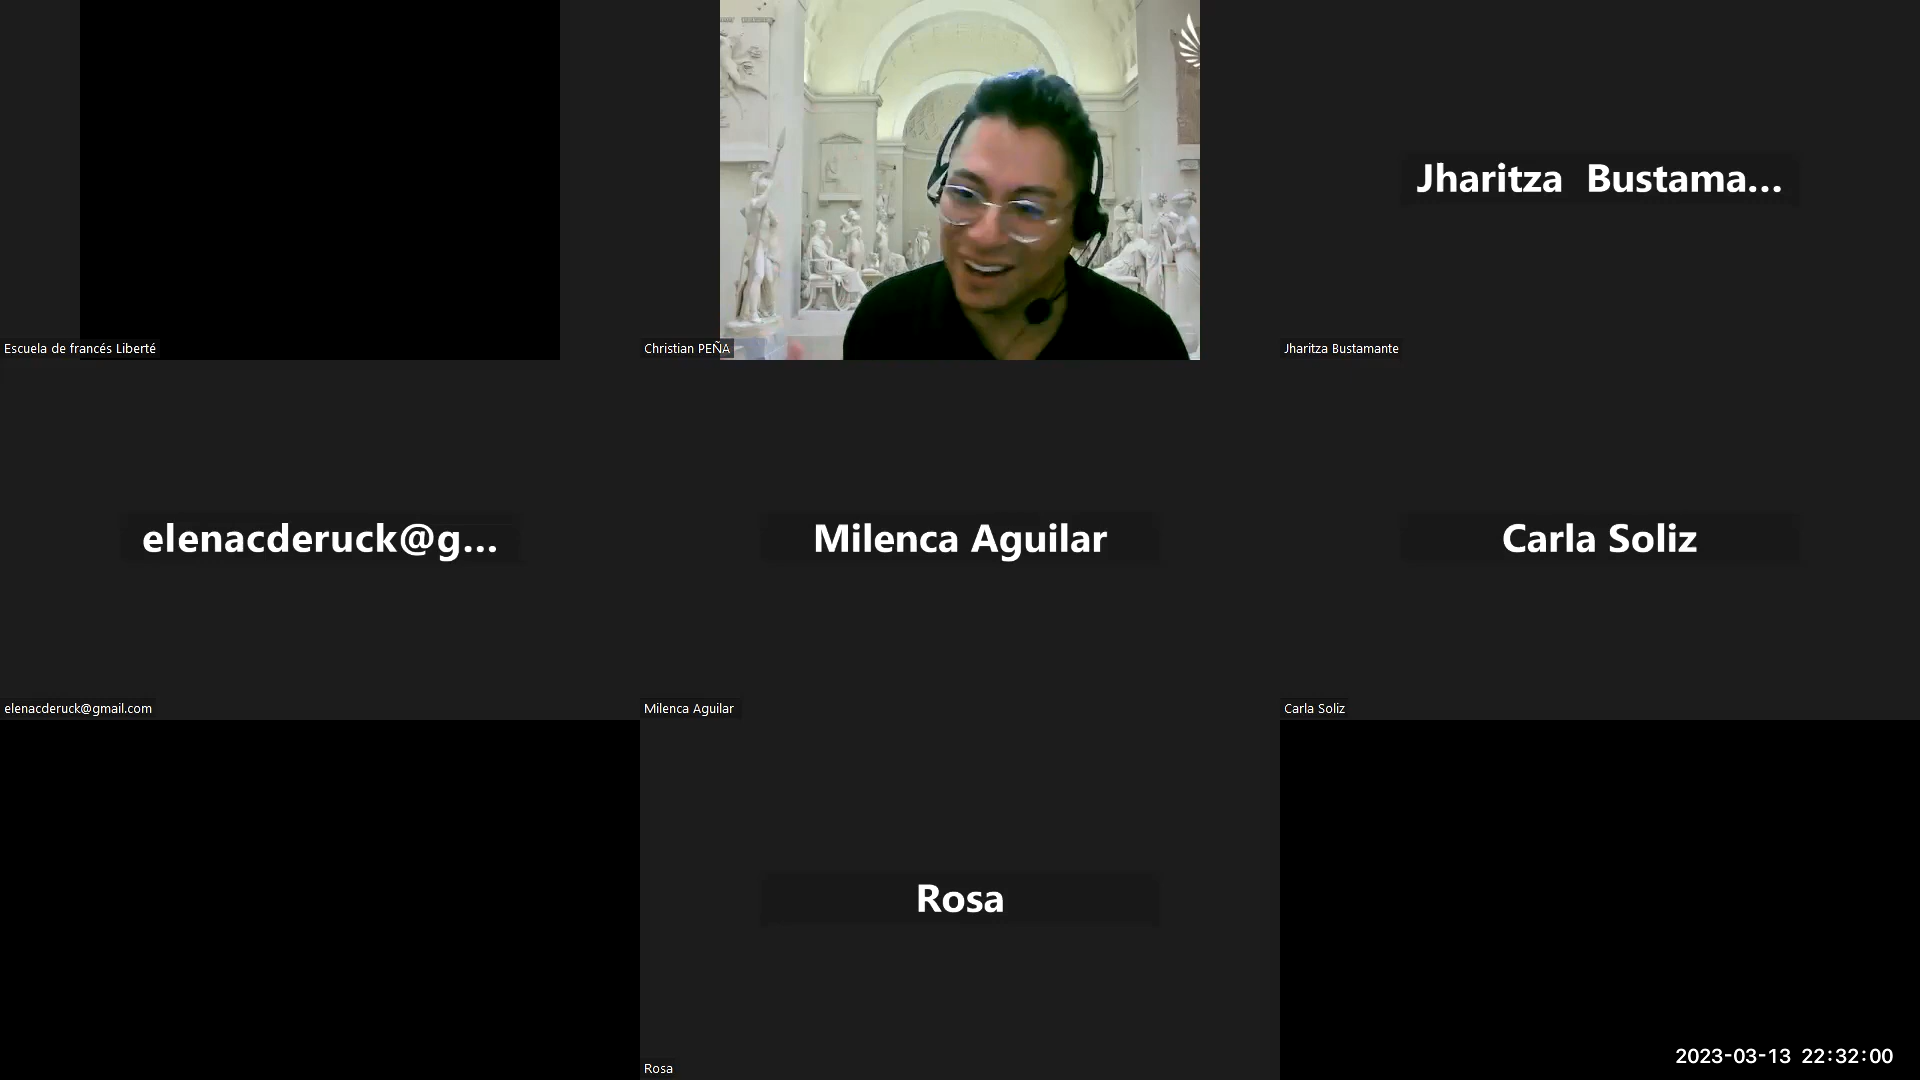 Escuela de francés Liberté
Christian PEÑA
Jharitza Bustama...
Jharitza Bustamante
elenacderuck@g...
elenacderuck@gmail.com
Milenca Aguilar
Milenca Aguilar
Carla Soliz
Carla Soliz
Rosa
Rosa
2023-03-13 22:32:00